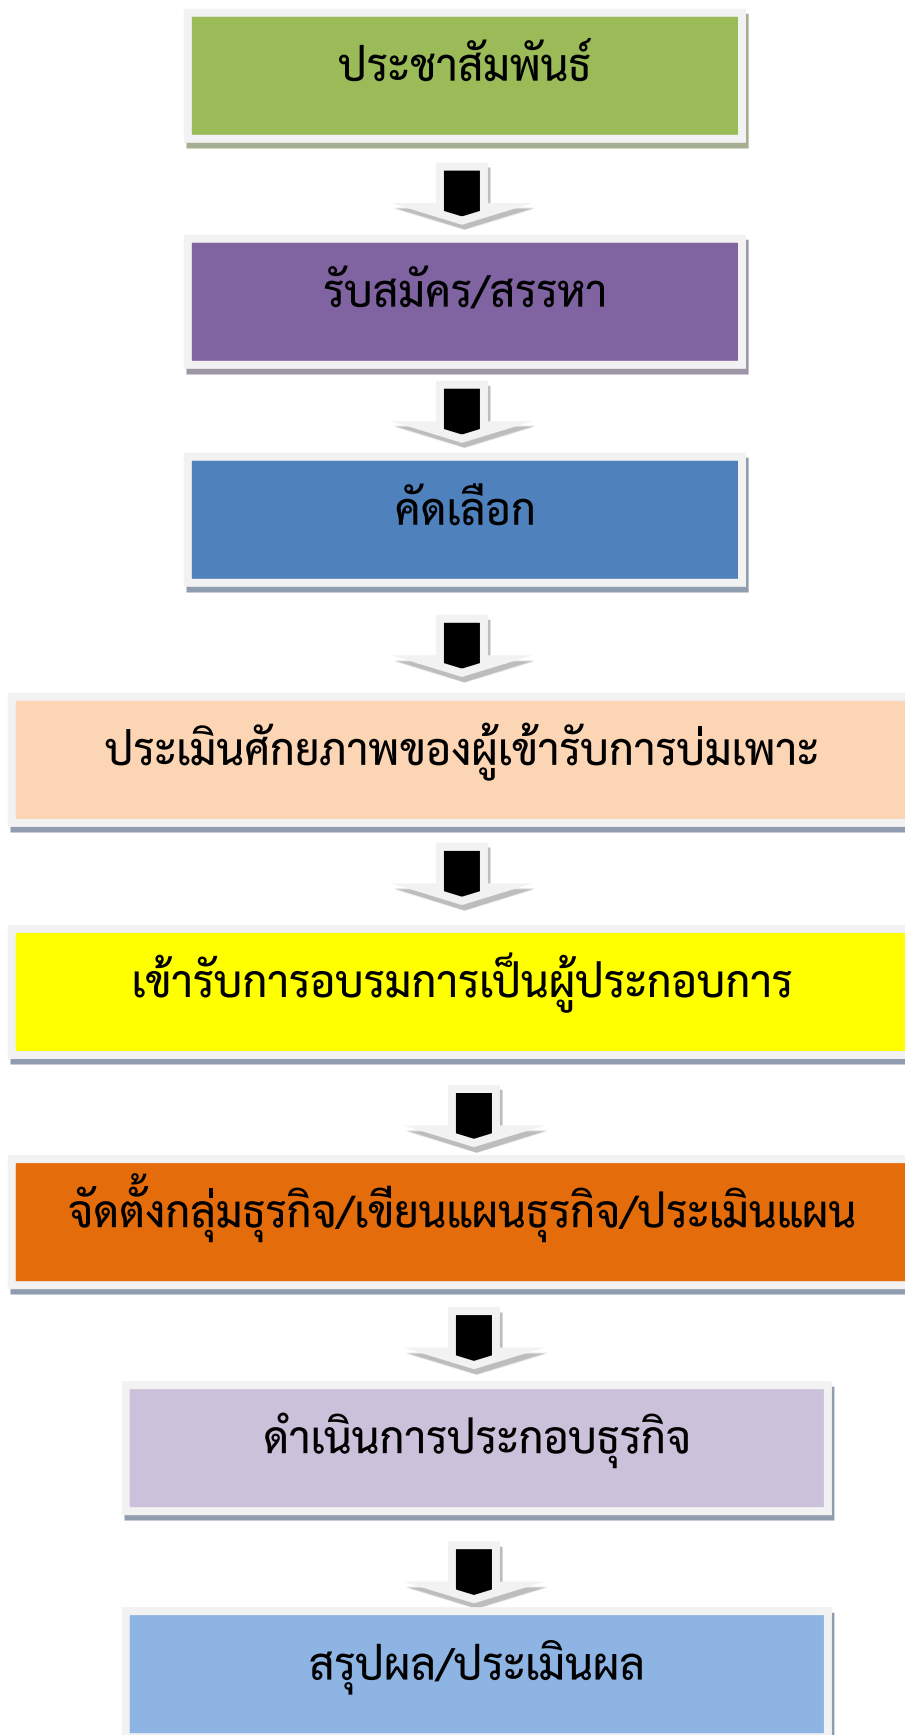 ประชาสัมพันธ์
รับสมัคร/สรรหา
คัดเลือก
ประเมินศักยภาพของผู้เข้ารับการบ่มเพาะ
เข้ารับการอบรมการเป็นผู้ประกอบการ
จัดตั้งกลุ่มธุรกิจ/เขียนแผนธุรกิจ/ประเมินแผน
ดำเนินการประกอบธุรกิจ
สรุปผล/ประเมินผล